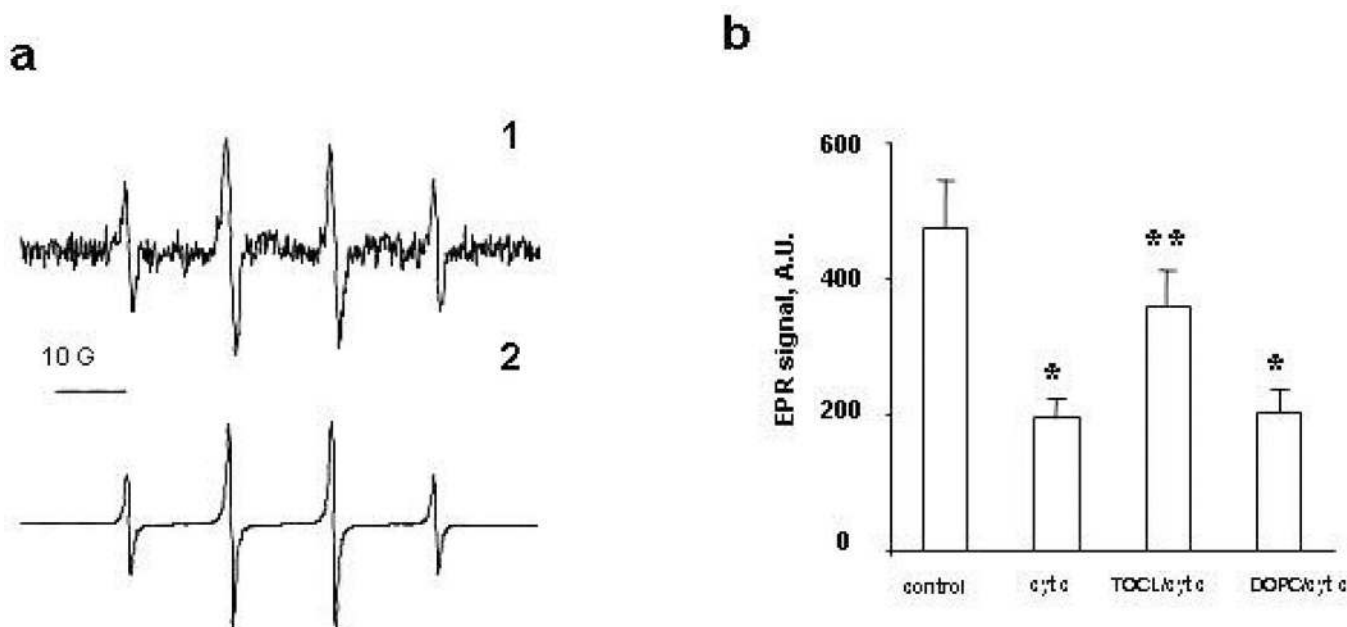 a
1
10 G
2
b
EPR signal, A.U.
600
400
200
0
**
*
*
control
cyt c
TOCL/cyt c
DOPC/cyt c